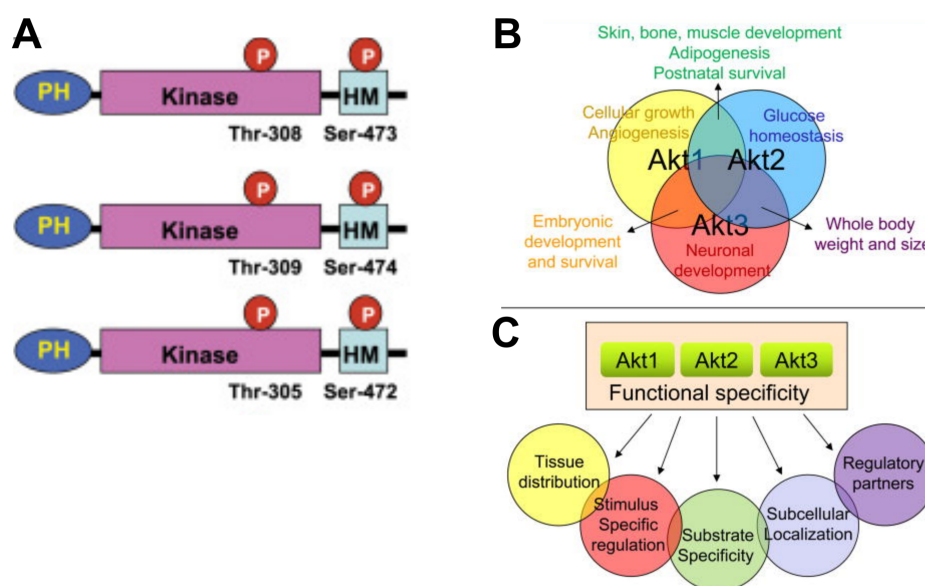 A
PH
Kinase
P
HM
P
Thr-308 Ser-473
PH
Kinase
P
HM
P
Thr-309 Ser-474
PH
Kinase
P
HM
P
Thr-305 Ser-472
B
Skin, bone, muscle development
Adipogenesis
Postnatal survival
Cellular growth
Angiogenesis
Glucose
homeostasis
Akt1
Akt2
Akt3
Neuronal
development
Embryonic
development
and survival
Whole body
weight and size
C
Akt1 Akt2 Akt3
Functional specificity
Tissue
distribution
Stimulus
Specific
regulation
Substrate
Specificity
Subcellular
Localization
Regulatory
partners